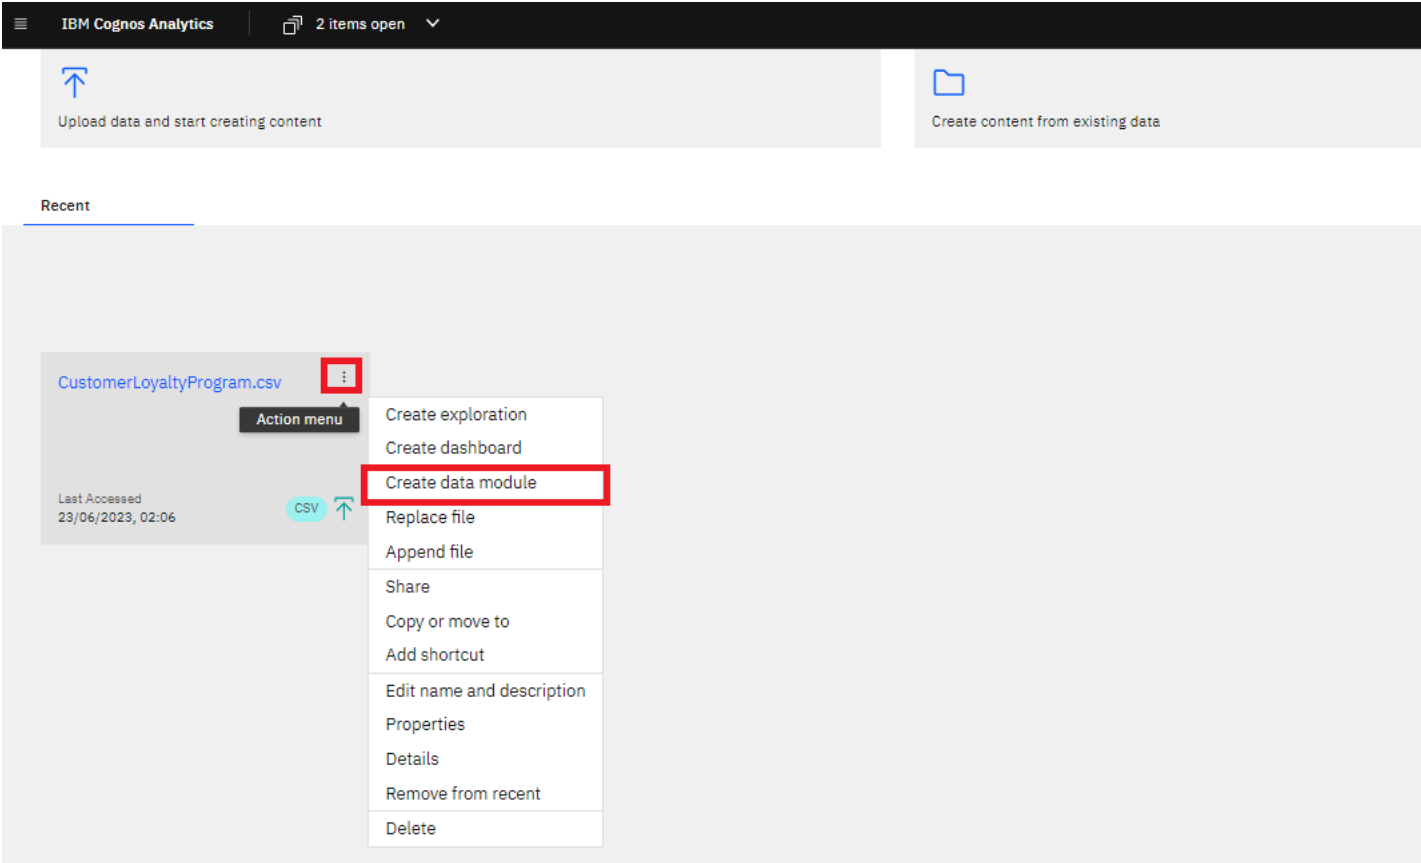 IBM Cognos Analytics
2 items open
Upload data and start creating content
Create content from existing data
Recent
CustomerLoyaltyProgram.csv
Action menu
Last Accessed
23/06/2023, 02:06
CSV
Create exploration
Create dashboard
Create data module
Replace file
Append file
Share
Copy or move to
Add shortcut
Edit name and description
Properties
Details
Remove from recent
Delete